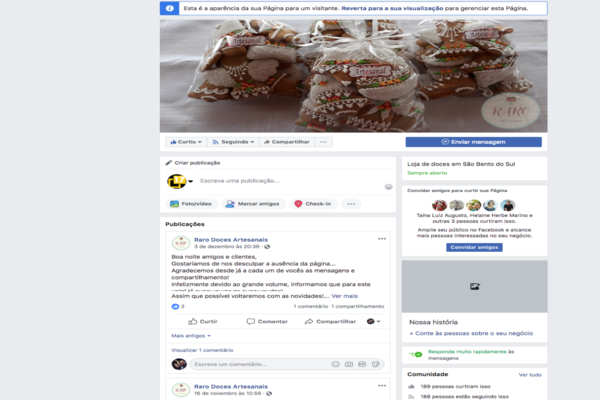 Esta é a aparência da sua Página para um visitante. Reverta para a sua visualização para gerenciar esta Página.
Artesanal
Artesanal
Artesanal
RARO
Curtiu
Seguindo
Compartilhar
Enviar mensagem
Criar publicação
Escreva uma publicação...
Foto/vídeo
Marcar amigos
Check-in
Publicações
Raro Doces Artesanais
3 de dezembro às 20:36
Boa noite amigos e clientes,
Gostaríamos de nos desculpar a ausência da página...
Agradecemos desde já a cada um de vocês as mensagens e
compartilhamento!
Infelizmente devido ao grande volume, informamos que para este
Assim que possível voltaremos com as novidades!... Ver mais
3
1 comentário 1 compartilhamento
Curtir
Comentar
Compartilhar
Mais antigos
Visualizar 1 comentário
Escreva um comentário...
Raro Doces Artesanais
16 de novembro às 10:56
Loja de doces em São Bento do Sul
Sempre aberto
Convidar amigos para curtir sua Página
Taína Luiz Augusto, Helaine Herbe Marino e
outras 3 pessoas curtiram isso.
Amplie seu público no Facebook e alcance
mais pessoas interessadas no seu negócio.
Convidar amigos
Nossa história
+ Conte às pessoas sobre o seu negócio
Responde muito rapidamente às
mensagens
Comunidade
Ver tudo
189 pessoas curtiram isso
188 pessoas estão seguindo isso